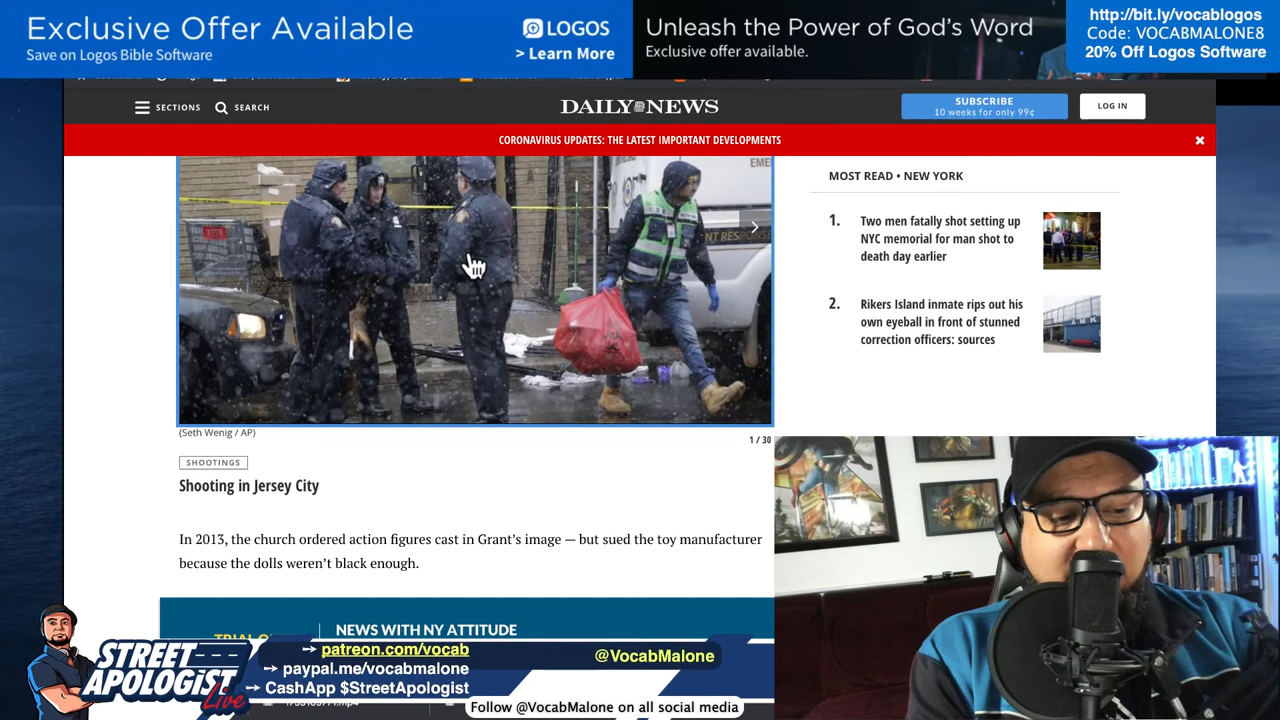 Exclusive Offer Available
Save on Logos Bible Software
LOGOS
> Learn More
Unleash the Power of God's Word
Exclusive offer available.
http://bit.ly/vocablogos
Code: VOCABMALONE8
20% Off Logos Software
SECTIONS
SEARCH
DAILY NEWS
SUBSCRIBE
10 weeks for only 99¢
LOG IN
CORONAVIRUS UPDATES: THE LATEST IMPORTANT DEVELOPMENTS
EME
NT RESPONS
(Seth Wenig / AP)
1 / 30
SHOOTINGS
Shooting in Jersey City
In 2013, the church ordered action figures cast in Grant's image — but sued the toy manufacturer
because the dolls weren't black enough.
MOST READ • NEW YORK
1.
Two men fatally shot setting up
NYC memorial for man shot to
death day earlier
2.
Rikers Island inmate rips out his
own eyeball in front of stunned
correction officers: sources
NEWS WITH NY ATTITUDE
STREET
APOLOGIST
Live
→ patreon.com/vocab
→ paypal.me/vocabmalone
→ CashApp $StreetApologist
@VocabMalone
Follow @VocabMalone on all social media